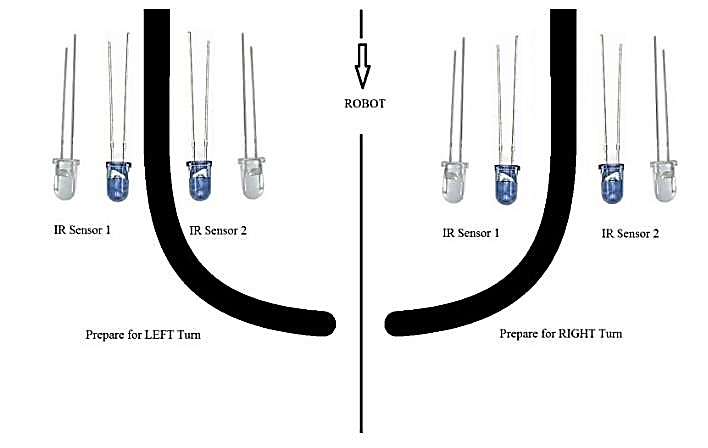 ROBOT
IR Sensor 1
IR Sensor 2
Prepare for LEFT Turn
IR Sensor 1
IR Sensor 2
Prepare for RIGHT Turn